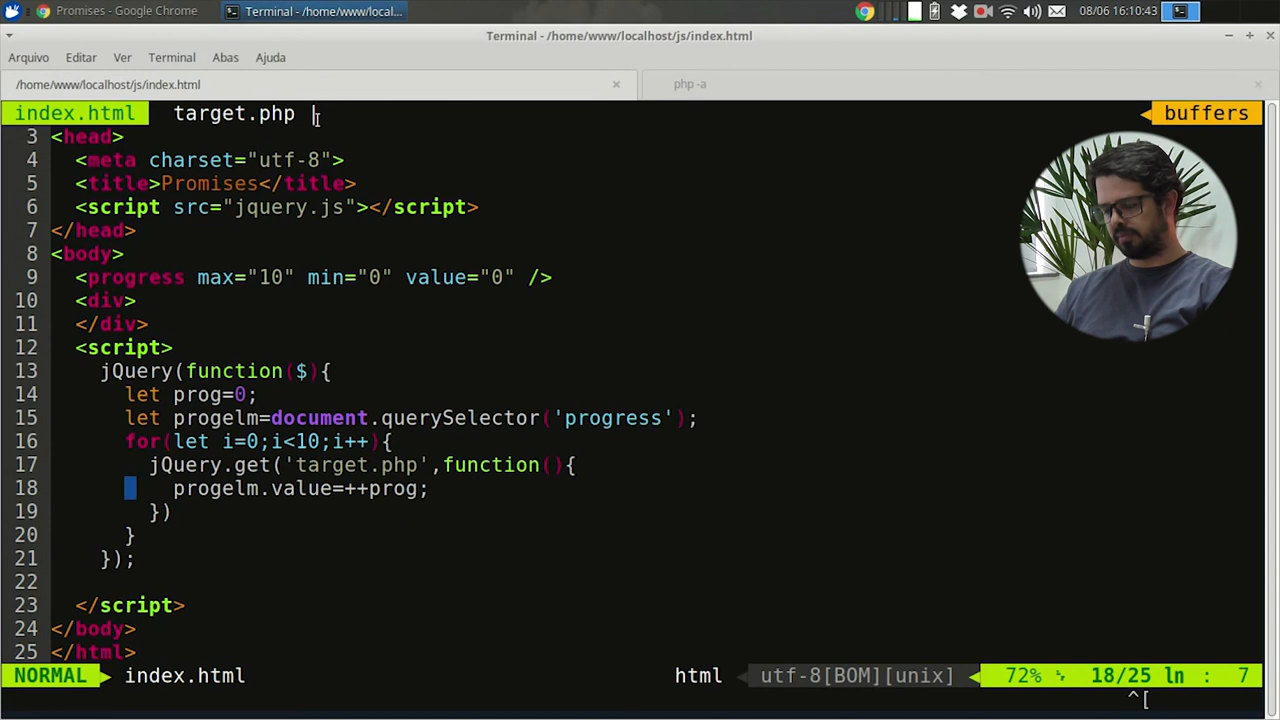 Promises - Google Chrome
Terminal - /home/www/local...
08/06 16:10:43
Terminal - /home/www/localhost/js/index.html
Arquivo Editar Ver Terminal Abas Ajuda
/home/www/localhost/js/index.html
php -a
index.html target.php buffers
3 <head>
4 <meta charset="utf-8">
5 <title>Promises</title>
6 <script src="jquery.js"></script>
7 </head>
8 <body>
9 <progress max="10" min="0" value="0" />
10 <div>
11 </div>
12 <script>
13 jQuery(function($){
14 let prog=0;
15 let progelm=document.querySelector('progress');
16 for(let i=0;i<10;i++){
17 jQuery.get('target.php',function(){
18 progelm.value=++prog;
19 })
20 }
21 });
22
23 </script>
24 </body>
25 </html>
NORMAL index.html html utf-8[BOM][unix] 72% 18/25 ln : 7
^[